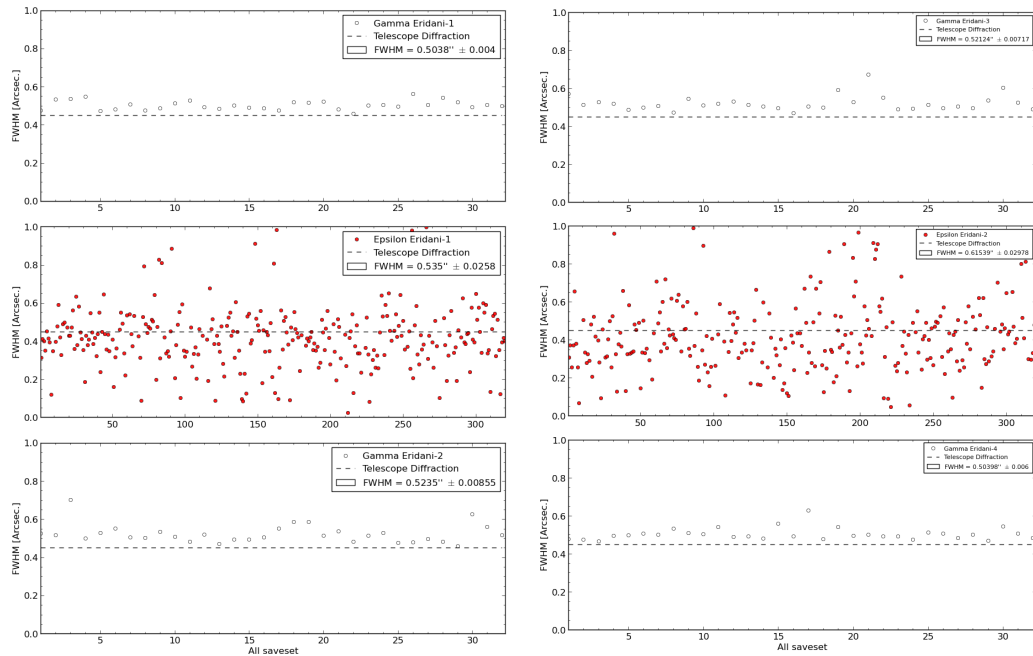 1.0
0.8
0.6
0.4
0.2
0.0
FWHM [Arcsec.]
5 10 15 20 25 30
Gamma Eridani-1
Telescope Diffraction
FWHM = 0.5038'' ± 0.004
1.0
0.8
0.6
0.4
0.2
0.0
FWHM [Arcsec.]
50 100 150 200 250 300
Epsilon Eridani-1
Telescope Diffraction
FWHM = 0.535'' ± 0.0258
1.0
0.8
0.6
0.4
0.2
0.0
FWHM [Arcsec.]
5 10 15 20 25 30
All saveset
Gamma Eridani-2
Telescope Diffraction
FWHM = 0.5235'' ± 0.00855
1.0
0.8
0.6
0.4
0.2
0.0
FWHM [Arcsec.]
5 10 15 20 25 30
Gamma Eridani-3
Telescope Diffraction
FWHM = 0.52124'' ± 0.00717
1.0
0.8
0.6
0.4
0.2
0.0
FWHM [Arcsec.]
50 100 150 200 250 300
Epsilon Eridani-2
Telescope Diffraction
FWHM = 0.61539'' ± 0.02978
1.0
0.8
0.6
0.4
0.2
0.0
FWHM [Arcsec.]
5 10 15 20 25 30
All saveset
Gamma Eridani-4
Telescope Diffraction
FWHM = 0.50398'' ± 0.006